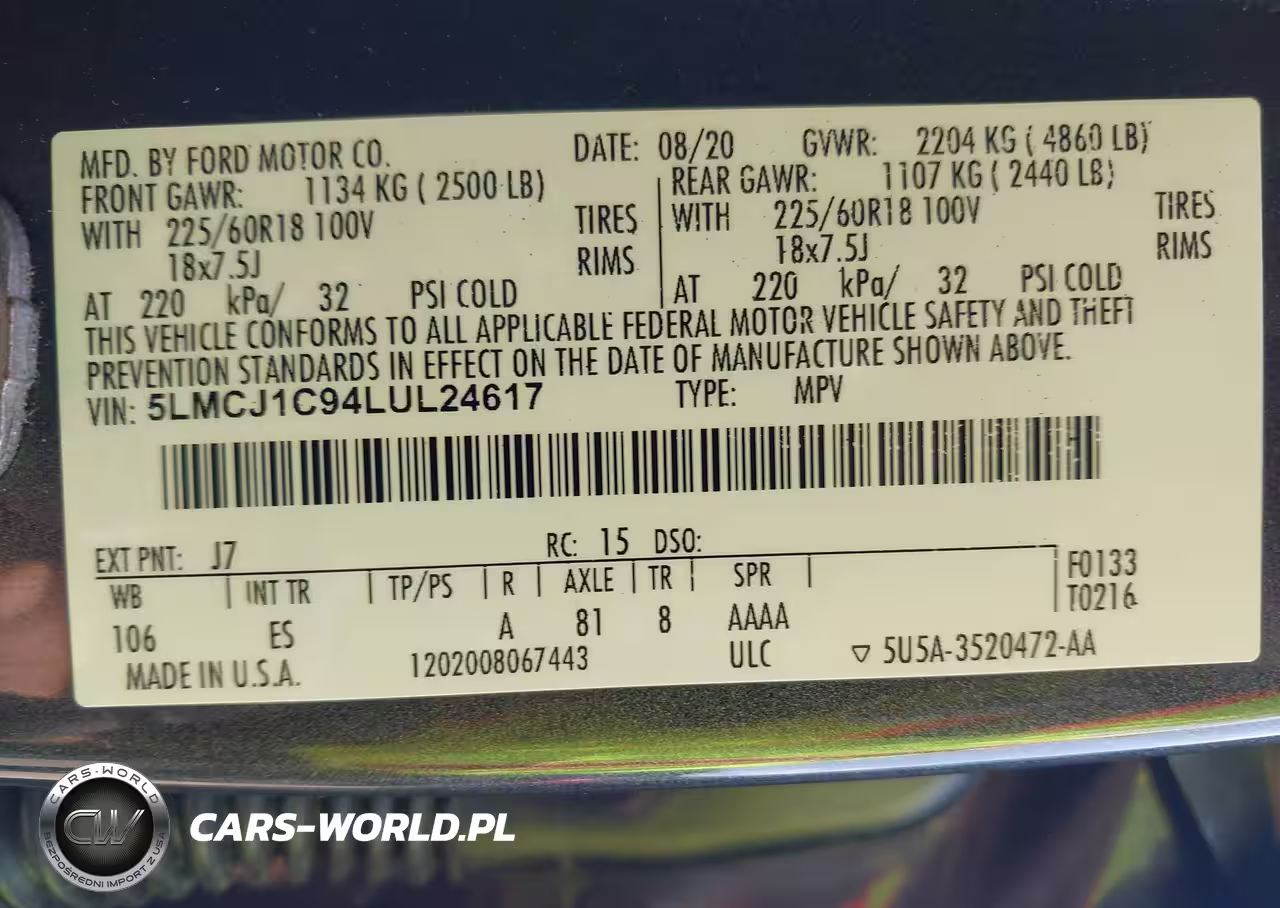 MFD. BY FORD MOTOR CO. DATE: 08/20 GVWR: 2204 KG ( 4860 LB)
FRONT GAWR: 1134 KG ( 2500 LB) REAR GAWR: 1107 KG ( 2440 LB)
WITH 225/60R18 100V TIRES WITH 225/60R18 100V TIRES
18x7.5J RIMS 18x7.5J RIMS
AT 220 kPa/ 32 PSI COLD AT 220 kPa/ 32 PSI COLD
THIS VEHICLE CONFORMS TO ALL APPLICABLE FEDERAL MOTOR VEHICLE SAFETY AND THEFT
PREVENTION STANDARDS IN EFFECT ON THE DATE OF MANUFACTURE SHOWN ABOVE.
VIN: 5LMCJ1C94LUL24617 TYPE: MPV
EXT PNT: J7 RC: 15 DSO:
WB INT TR TP/PS R AXLE TR SPR F0133
T0216
106 ES A 81 8 AAAA
MADE IN U.S.A. 1202008067443 ULC ▽ 5U5A-3520472-AA
CARS-WORLD
CW
BEZPOŚREDNI IMPORT Z USA
CARS-WORLD.PL